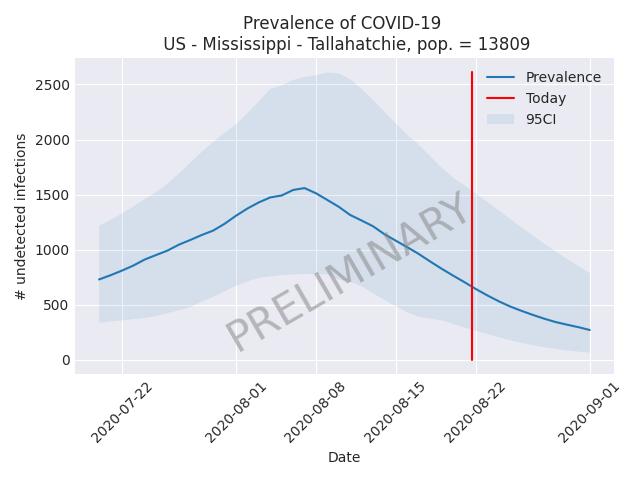 Prevalence of COVID-19
US - Mississippi - Tallahatchie, pop. = 13809
# undetected infections
2500
2000
1500
1000
500
0
Prevalence
Today
95CI
PRELIMINARY
2020-07-22
2020-08-01
2020-08-08
2020-08-15
2020-08-22
2020-09-01
Date